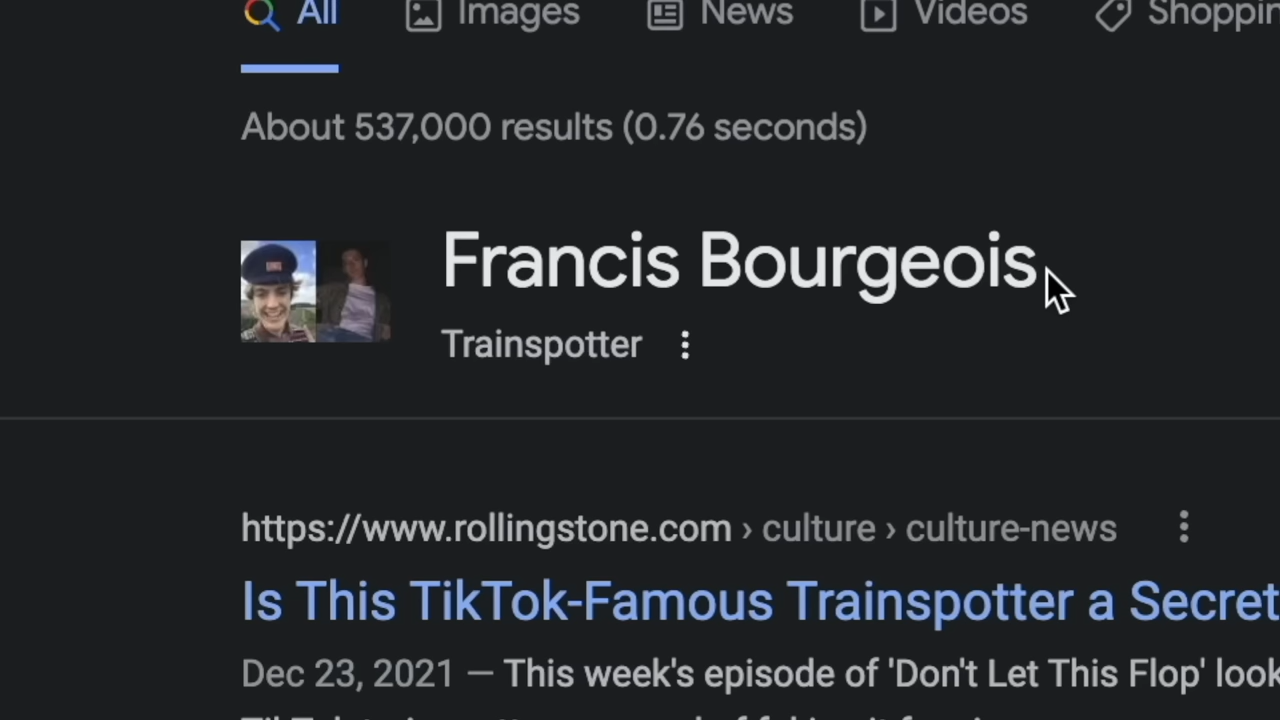 All Images News Videos Shoppin
About 537,000 results (0.76 seconds)
Francis Bourgeois
Trainspotter
https://www.rollingstone.com › culture › culture-news
Is This TikTok-Famous Trainspotter a Secret
Dec 23, 2021 — This week's episode of 'Don't Let This Flop' look